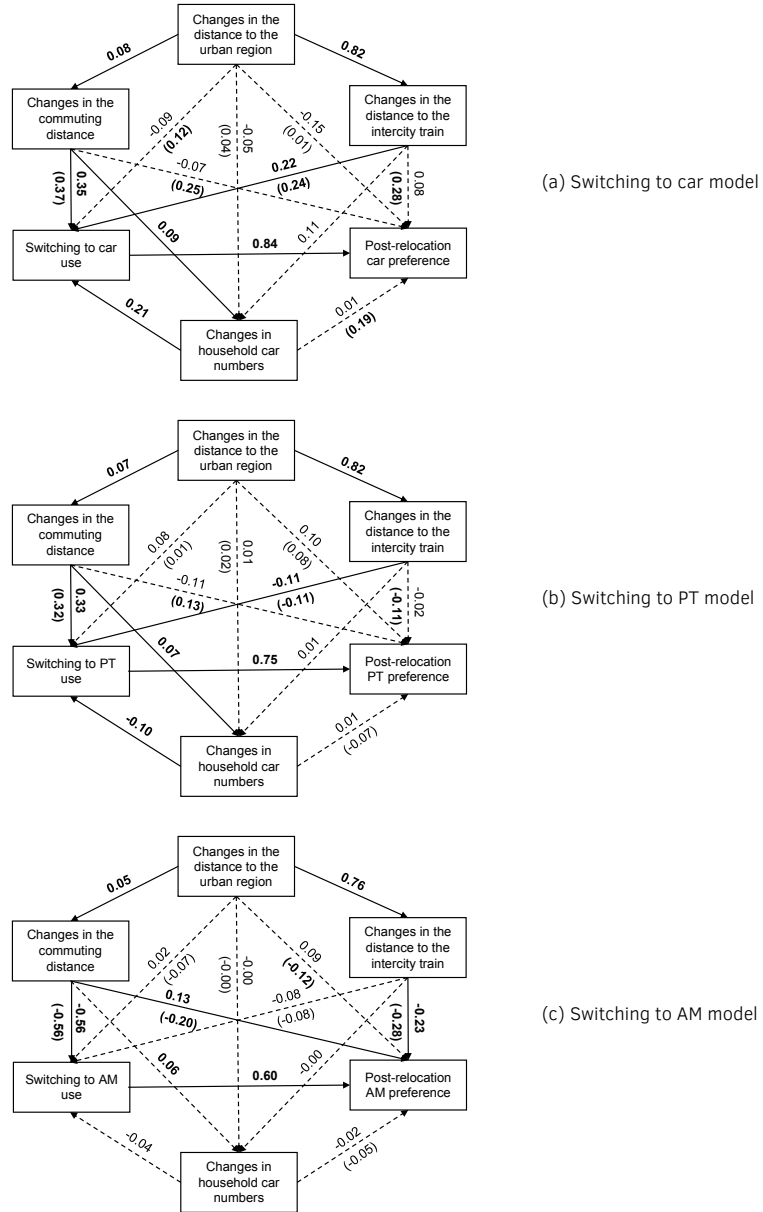 Changes in the
distance to the
urban region
0.08
0.82
Changes in the
commuting
distance
Changes in the
distance to the
intercity train
-0.09
(0.12)
-0.05
(0.04)
-0.15
(0.01)
-0.07
(0.25)
0.22
(0.24)
0.35
(0.37)
0.08
(0.28)
0.09
0.11
Switching to car
use
0.84
Post-relocation
car preference
0.21
0.01
(0.19)
Changes in
household car
numbers
(a) Switching to car model
Changes in the
distance to the
urban region
0.07
0.82
Changes in the
commuting
distance
Changes in the
distance to the
intercity train
0.08
(0.01)
0.01
(0.02)
0.10
(0.08)
-0.11
(0.13)
-0.11
(-0.11)
0.33
(0.32)
-0.02
(-0.11)
0.07
0.01
Switching to PT
use
0.75
Post-relocation
PT preference
-0.10
0.01
(-0.07)
Changes in
household car
numbers
(b) Switching to PT model
Changes in the
distance to the
urban region
0.05
0.76
Changes in the
commuting
distance
Changes in the
distance to the
intercity train
0.02
(-0.07)
-0.00
(-0.00)
0.09
(-0.12)
0.13
(-0.20)
-0.08
(-0.08)
-0.56
(-0.56)
-0.23
(-0.28)
0.06
-0.00
Switching to AM
use
0.60
Post-relocation
AM preference
-0.04
-0.02
(-0.05)
Changes in
household car
numbers
(c) Switching to AM model